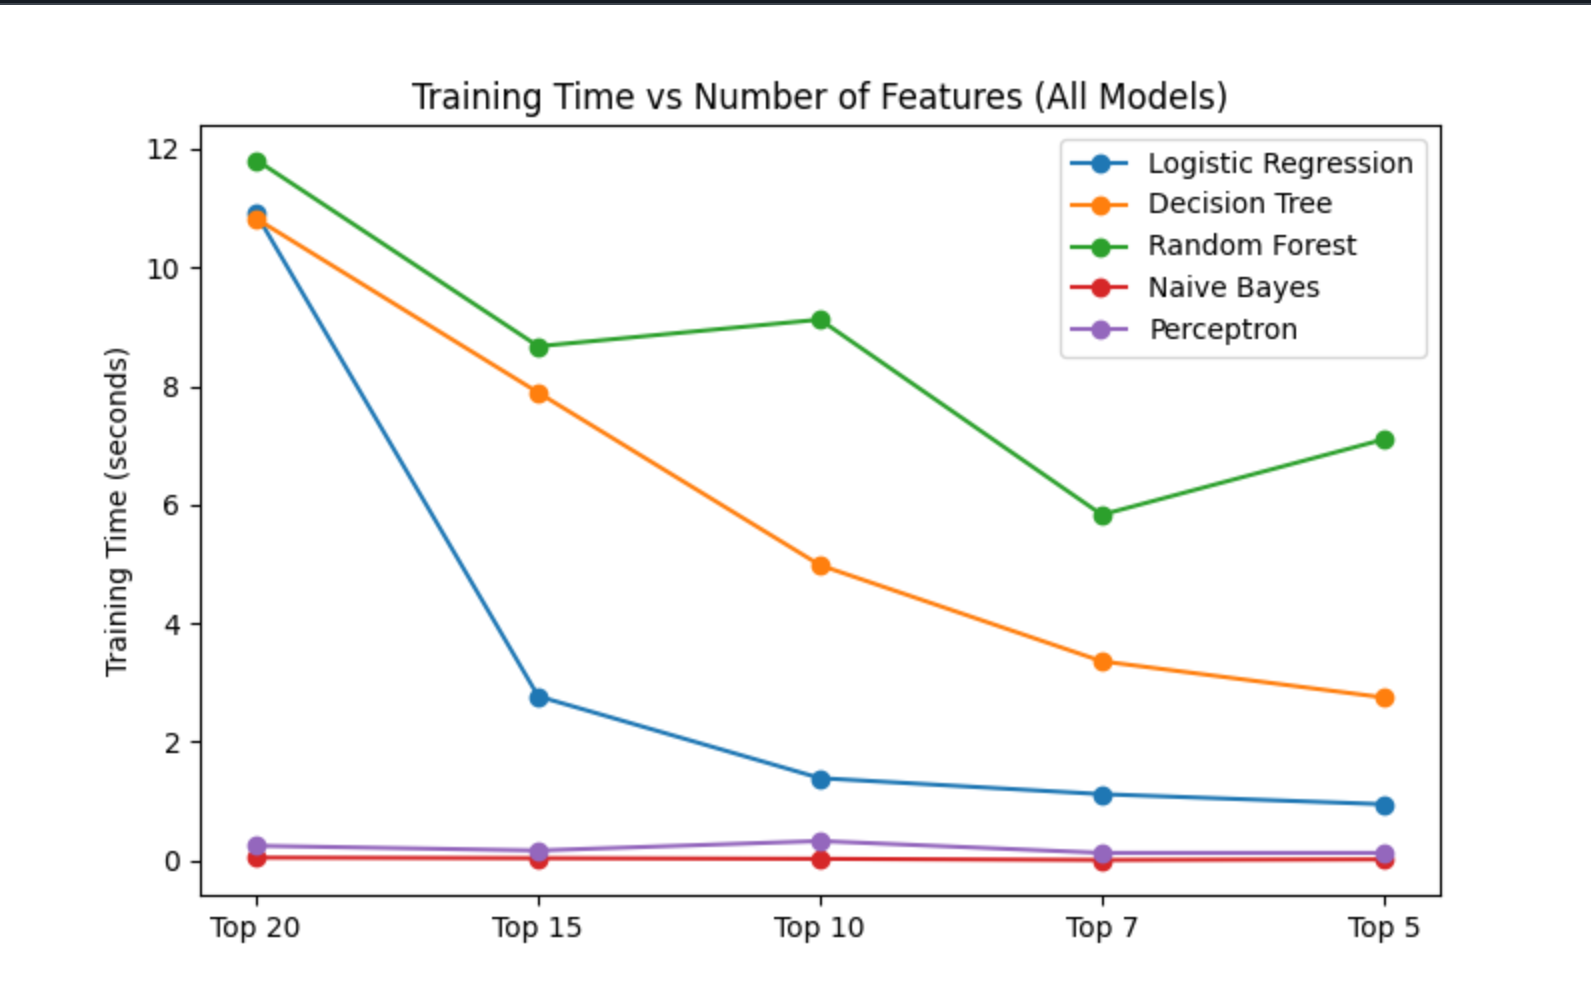 Training Time vs Number of Features (All Models)
Training Time (seconds)
12
10
8
6
4
2
0
Logistic Regression
Decision Tree
Random Forest
Naive Bayes
Perceptron
Top 20
Top 15
Top 10
Top 7
Top 5